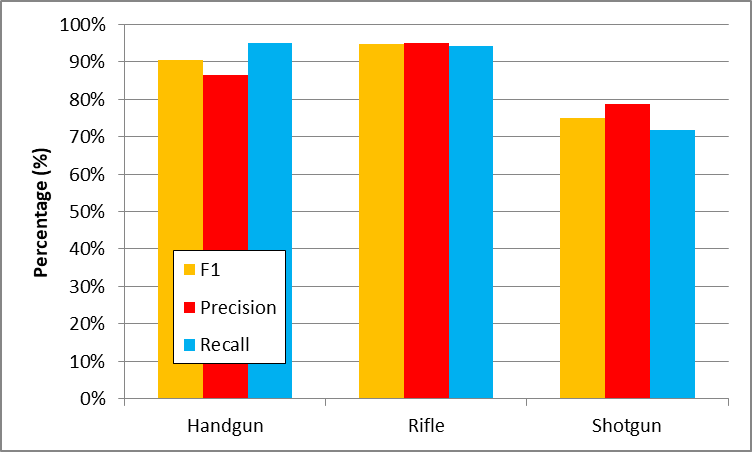 100%
90%
80%
70%
60%
50%
40%
30%
20%
10%
0%
Percentage (%)
F1
Precision
Recall
Handgun
Rifle
Shotgun